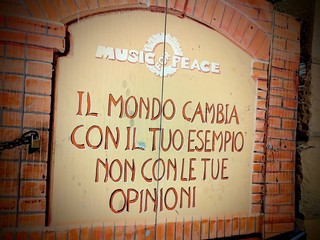 MUSIC & PEACE
IL MONDO CAMBIA
CON IL TUO ESEMPIO
NON CON LE TUE
OPINIONI